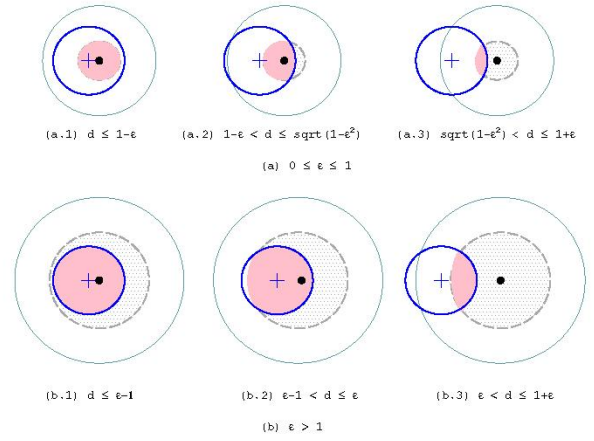 (a.1) d ≤ 1-ε (a.2) 1-ε < d ≤ sqrt(1-ε²) (a.3) sqrt(1-ε²) < d ≤ 1+ε
(a) 0 ≤ ε ≤ 1
(b.1) d ≤ ε-1 (b.2) ε-1 < d ≤ ε (b.3) ε < d ≤ 1+ε
(b) ε > 1